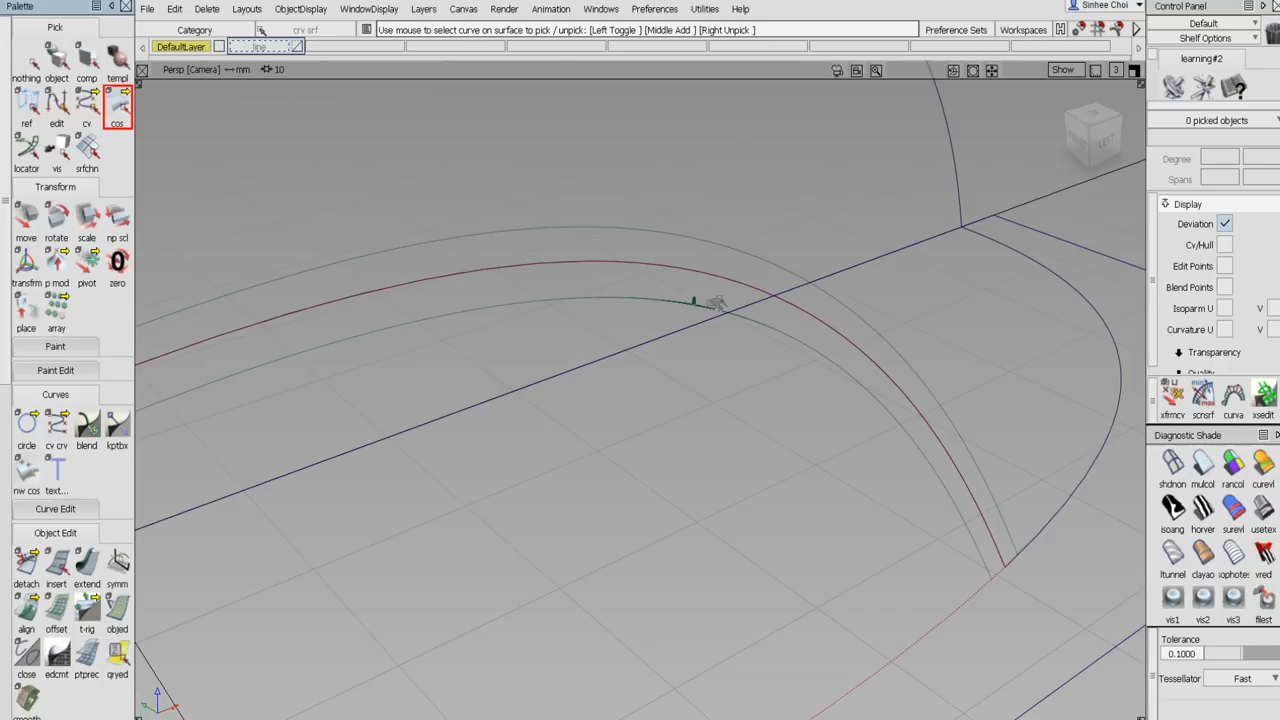 Palette
File Edit Delete Layouts ObjectDisplay WindowDisplay Layers Canvas Render Animation Windows Preferences Utilities
Sinhee Choi
Control Panel
Pick
Category
crv srf
Use mouse to select curve on surface to pick / unpick: [Left Toggle ] [Middle Add ] [Right Unpick ]
Preference Sets
Workspaces
Default
Shelf Options
DefaultLayer
line
learning#2
nothing object comp templ
Persp [Camera] mm 10
Show
3
ref edit cv cos
LEFT
0 picked objects
locator vis srfchn
Degree
Spans
Transform
Display
move rotate scale np scl
Deviation
Cv/Hull
transfrm p mod pivot zero
Edit Points
Blend Points
place array
Isoparm U V
Curvature U V
Paint
Transparency
Paint Edit
Curves
xfrmcv scnsrf curva xsedit
circle cv crv blend kptbx
Diagnostic Shade
shdnon mulcol rancol curevl
nw cos text...
Curve Edit
isoang horver surevl usetex
Object Edit
ltunnel clayao isophotes vred
detach insert extend symm
vis1 vis2 vis3 filest
align offset t-rig objed
Tolerance
0.1000
close edcmt ptprec qryed
Tessellator Fast